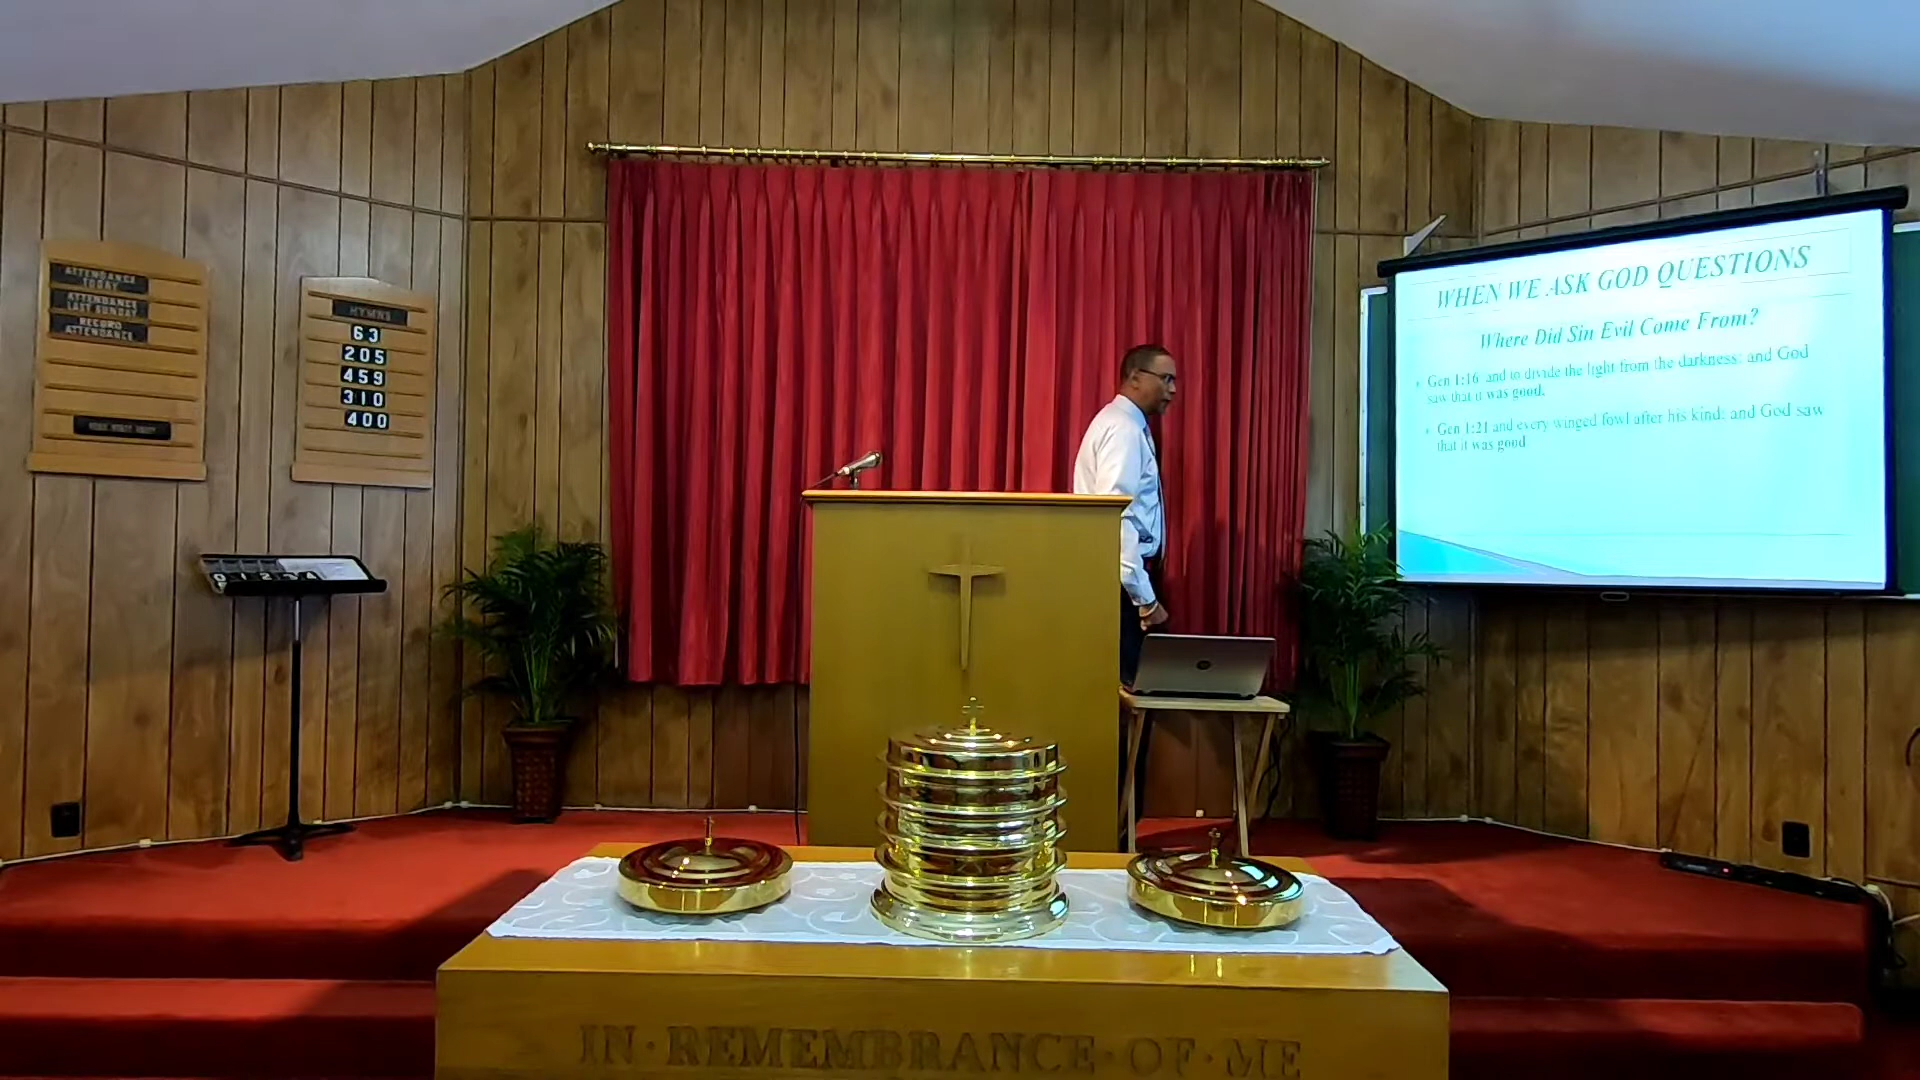 ATTENDANCE
TODAY
ATTENDANCE
LAST SUNDAY
RECORD
ATTENDANCE
HYMNS
63
205
459
310
400
WHEN WE ASK GOD QUESTIONS
Where Did Sin Evil Come From?
Gen 1:16 and to divide the light from the darkness: and God
saw that it was good.
Gen 1:21 and every winged fowl after his kind: and God saw
that it was good
IN·REMEMBRANCE·OF·ME